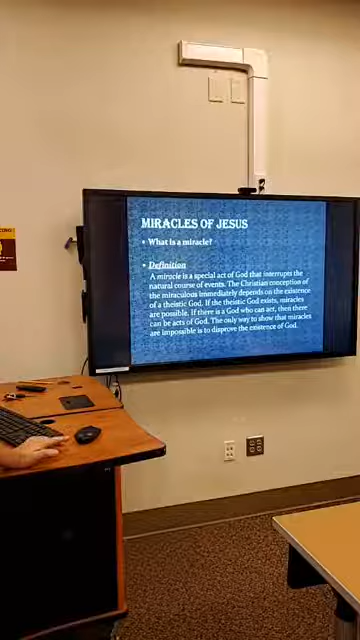 MIRACLES OF JESUS
• What is a miracle?
• Definition
A miracle is a special act of God that interrupts the
natural course of events. The Christian conception of
the miraculous immediately depends on the existence
of a theistic God. If the theistic God exists, miracles
are possible. If there is a God who can act, then there
can be acts of God. The only way to show that miracles
are impossible is to disprove the existence of God.